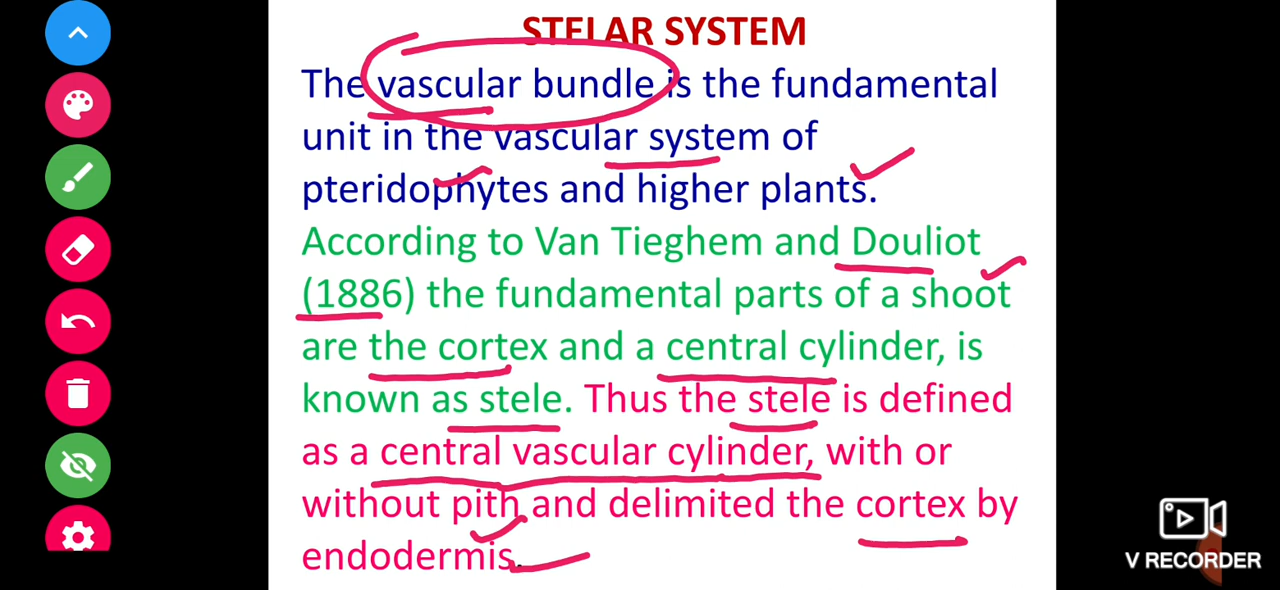 STELAR SYSTEM
The vascular bundle is the fundamental
unit in the vascular system of
pteridophytes and higher plants.
According to Van Tieghem and Douliot
(1886) the fundamental parts of a shoot
are the cortex and a central cylinder, is
known as stele. Thus the stele is defined
as a central vascular cylinder, with or
without pith and delimited the cortex by
endodermis.
V RECORDER